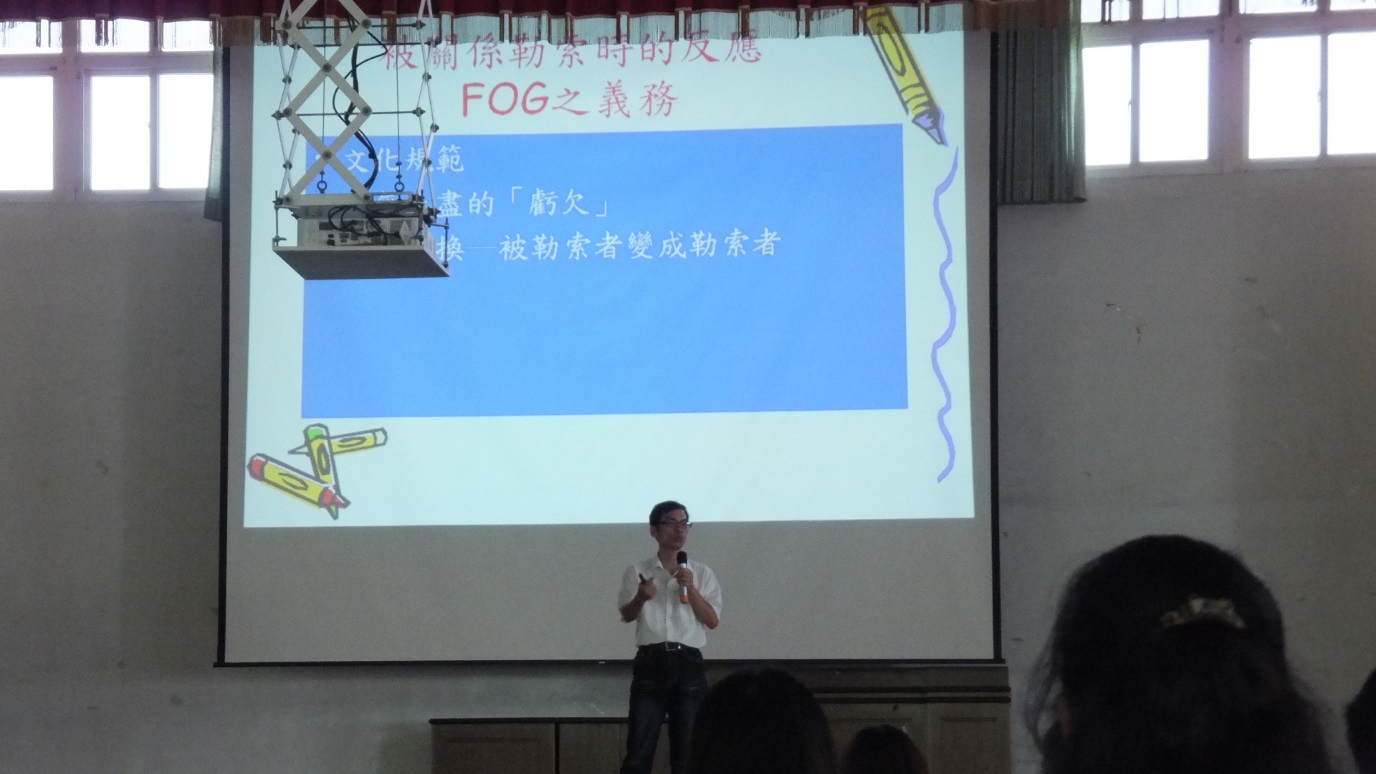 被關係勒索時的反應
FOG之義務
文化規範
盡的「虧欠」
換—被勒索者變成勒索者